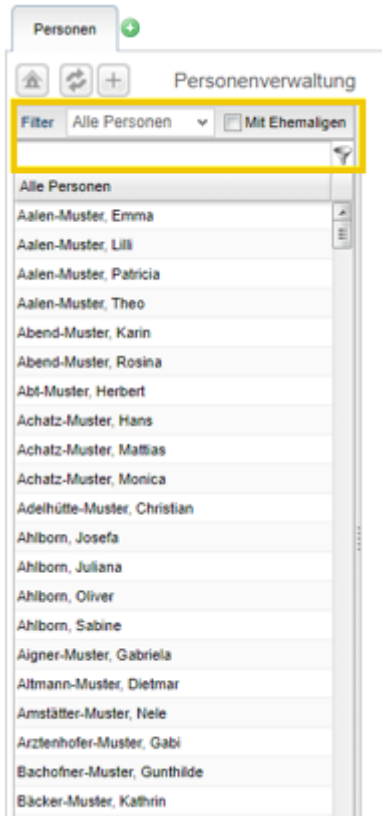 Personen
Personenverwaltung
Filter Alle Personen Mit Ehemaligen
Alle Personen
Aalen-Muster, Emma
Aalen-Muster, Lilli
Aalen-Muster, Patricia
Aalen-Muster, Theo
Abend-Muster, Karin
Abend-Muster, Rosina
Abt-Muster, Herbert
Achatz-Muster, Hans
Achatz-Muster, Mattias
Achatz-Muster, Monica
Adelhütte-Muster, Christian
Ahlborn, Josefa
Ahlborn, Juliana
Ahlborn, Oliver
Ahlborn, Sabine
Aigner-Muster, Gabriela
Altmann-Muster, Dietmar
Amstätter-Muster, Nele
Arztenhofer-Muster, Gabi
Bachofner-Muster, Gunthilde
Bäcker-Muster, Kathrin